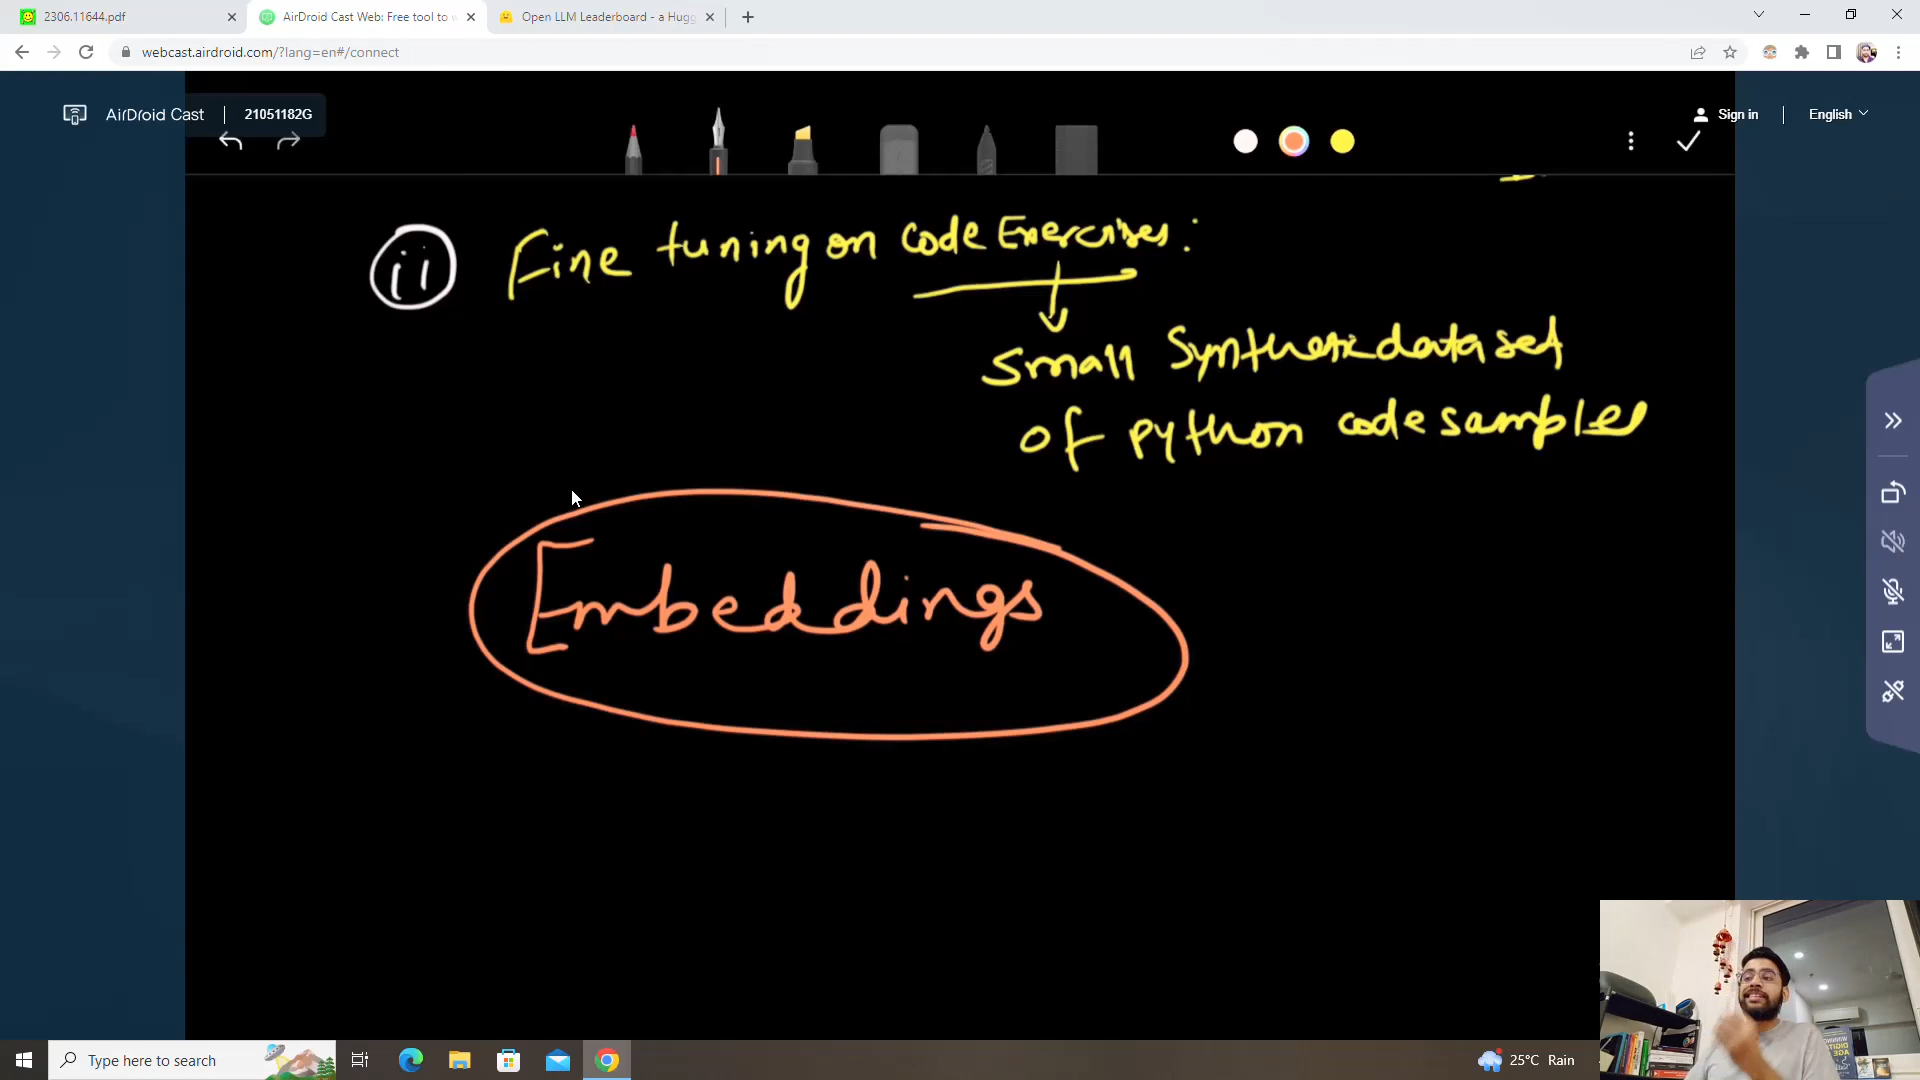 2306.11644.pdf
AirDroid Cast Web: Free tool to
Open LLM Leaderboard - a Hugg
webcast.airdroid.com/?lang=en#/connect
AirDroid Cast
21051182G
Sign in
English
ii Fine tuning on code Exercises:
Small Synthetic dataset
of python code samples
Embeddings
Type here to search
25°C Rain